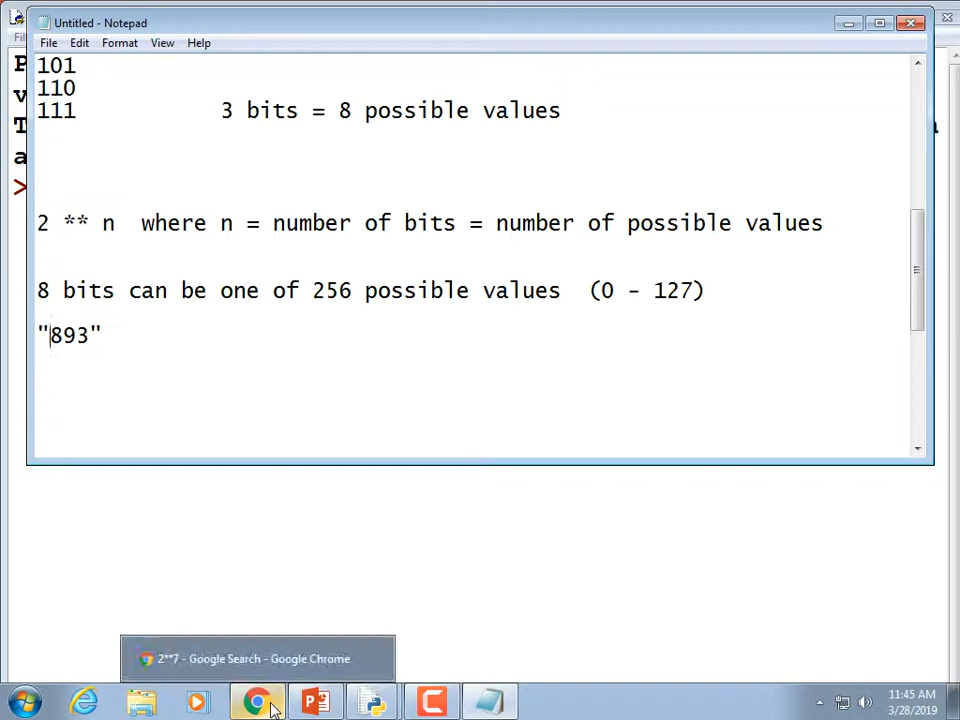 Untitled - Notepad
File Edit Format View Help
101
110
111 3 bits = 8 possible values
2 ** n where n = number of bits = number of possible values
8 bits can be one of 256 possible values (0 - 127)
"893"
>
2**7 - Google Search - Google Chrome
11:45 AM
3/28/2019